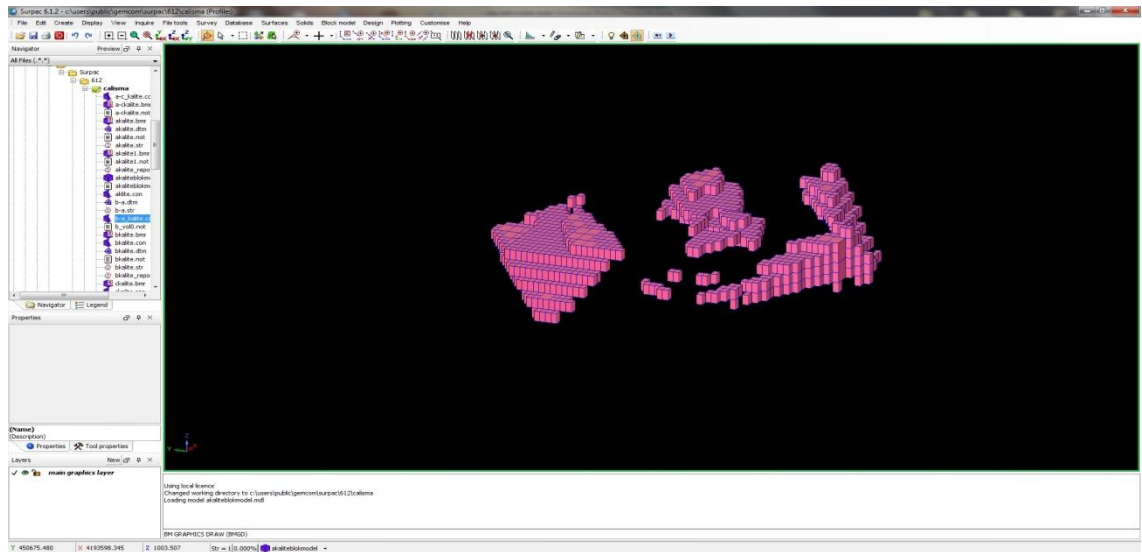 Surpac 6.1.2 - c:\users\public\gemcom\surpac\612\calisma (Profile:)
File Edit Create Display View Inquire File tools Survey Database Surfaces Solids Block model Design Plotting Customise Help
Navigator Preview
All Files (*.*)
Surpac
612
calisma
a-c_kalite.cc
a-ckalite.bmr
a-ckalite.not
akalite.bmr
akalite.dtm
akalite.not
akalite.str
akalite1.bmr
akalite1.not
akalite_repo
akaliteblokm
akaliteblokm
aklite.con
b-a.dtm
b-a.str
b-a_kalite.cc
b_vol0.not
bkalite.bmr
bkalite.con
bkalite.dtm
bkalite.not
bkalite.str
bkalite_repo
ckalite.bmr
Navigator Legend
Properties
(Name)
(Description)
Properties Tool properties
Layers New
main graphics layer
Z
Y X
Using local licence
Changed working directory to c:\users\public\gemcom\surpac\612\calisma
Loading model akaliteblokmodel.mdl
BM GRAPHICS DRAW (BMGD)
Y 450675.480 X 4193598.345 Z 1003.507 Str = 1 0.000% akaliteblokmodel